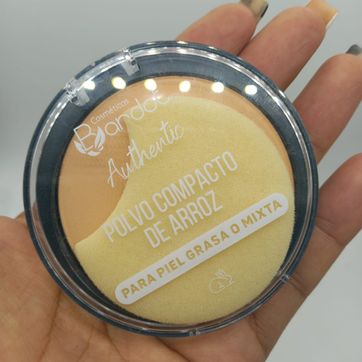 Cosméticos
Bardot
Authentic
POLVO COMPACTO
DE ARROZ
PARA PIEL GRASA O MIXTA